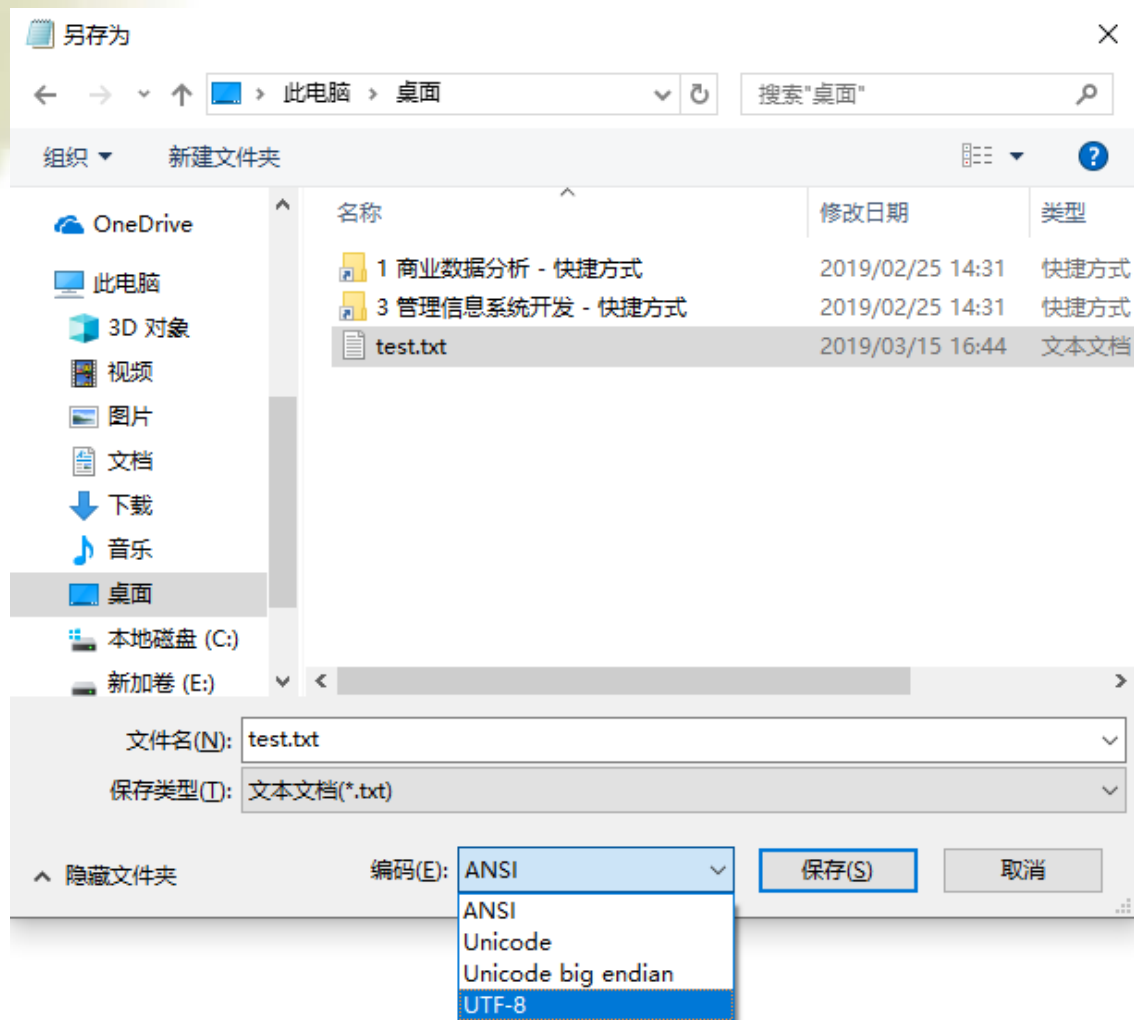 另存为
此电脑 › 桌面
搜索"桌面"
组织
新建文件夹
?
名称
修改日期
类型
OneDrive
此电脑
3D 对象
视频
图片
文档
下载
音乐
桌面
本地磁盘 (C:)
新加卷 (E:)
1 商业数据分析 - 快捷方式 2019/02/25 14:31 快捷方式
3 管理信息系统开发 - 快捷方式 2019/02/25 14:31 快捷方式
test.txt 2019/03/15 16:44 文本文档
文件名(N): test.txt
保存类型(T): 文本文档(*.txt)
隐藏文件夹
编码(E): ANSI
保存(S)
取消
ANSI
Unicode
Unicode big endian
UTF-8